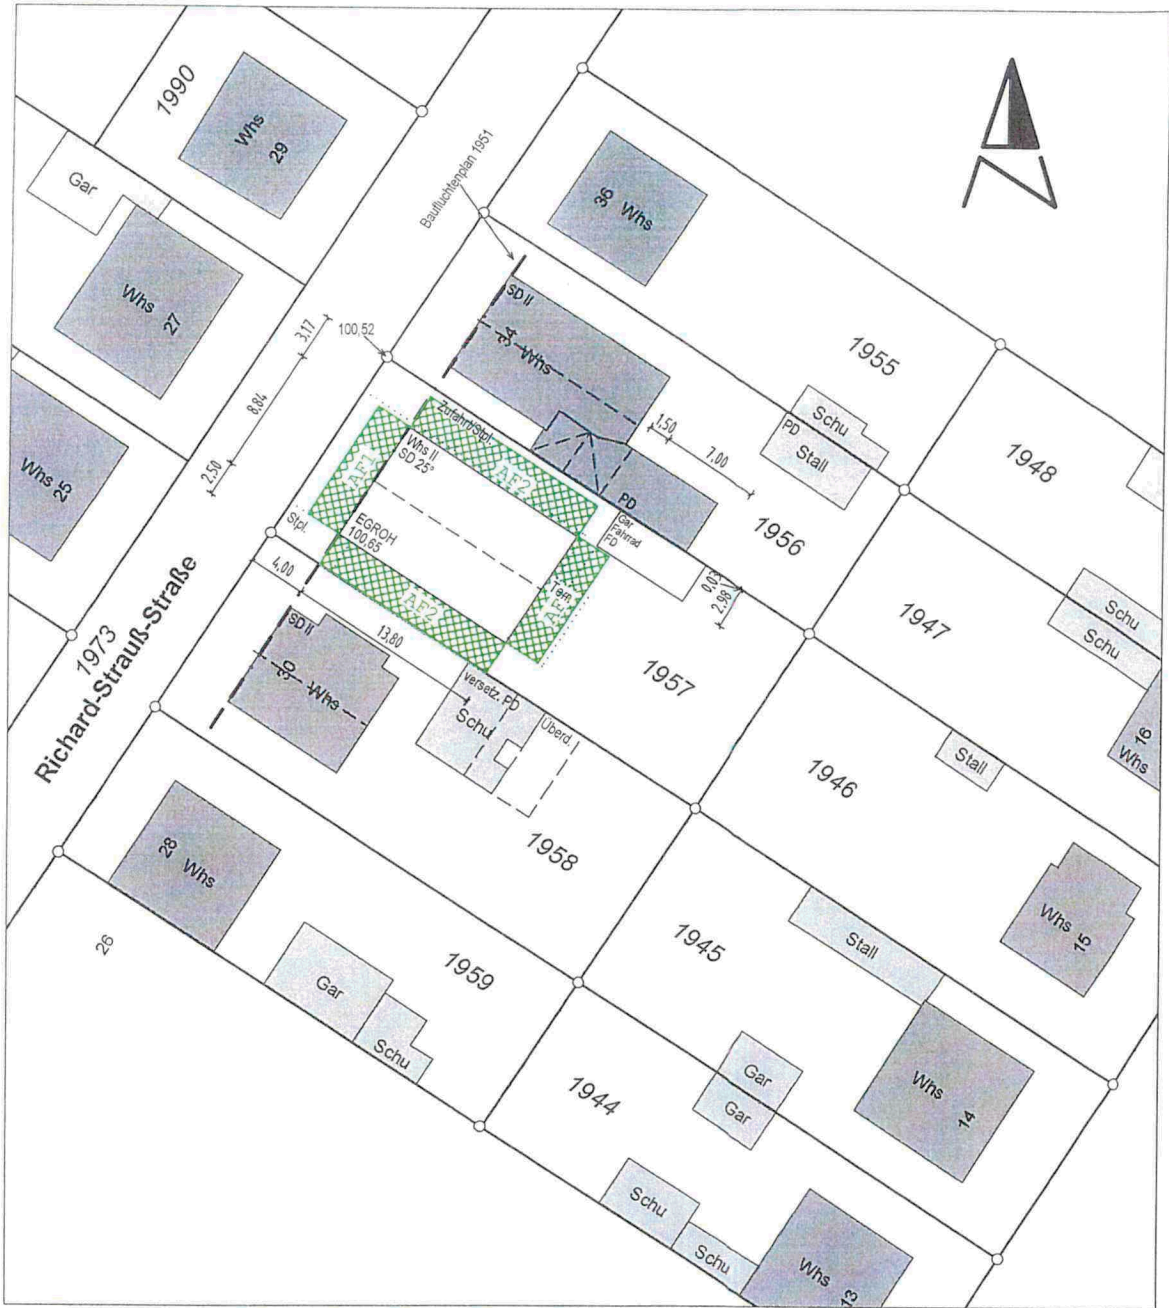 1990
Whs
29
Gar
Whs
27
Whs
25
Baufluchtenplan 1951
36
Whs
3,17
100,52
8,84
2,50
SD II
34
Whs
1955
1948
Schu
PD
Stall
1,50
7,00
1956
Zufahrt/Stpl.
AF1
AF2
Whs II
SD 25°
EGROH
100,65
Stpl.
PD
Gar
Fahrrad
FD
0,03
2,98
Terr.
AF1
AF2
4,00
13,80
1973
Richard-Strauß-Straße
SD II
30
Whs
versetz. PD
Schu
Überd.
1957
1947
Schu
Schu
16
Whs
1946
Stall
1958
28
Whs
26
1959
Gar
Schu
1945
Stall
Whs
15
Whs
14
Gar
Gar
1944
Schu
Schu
Whs
13